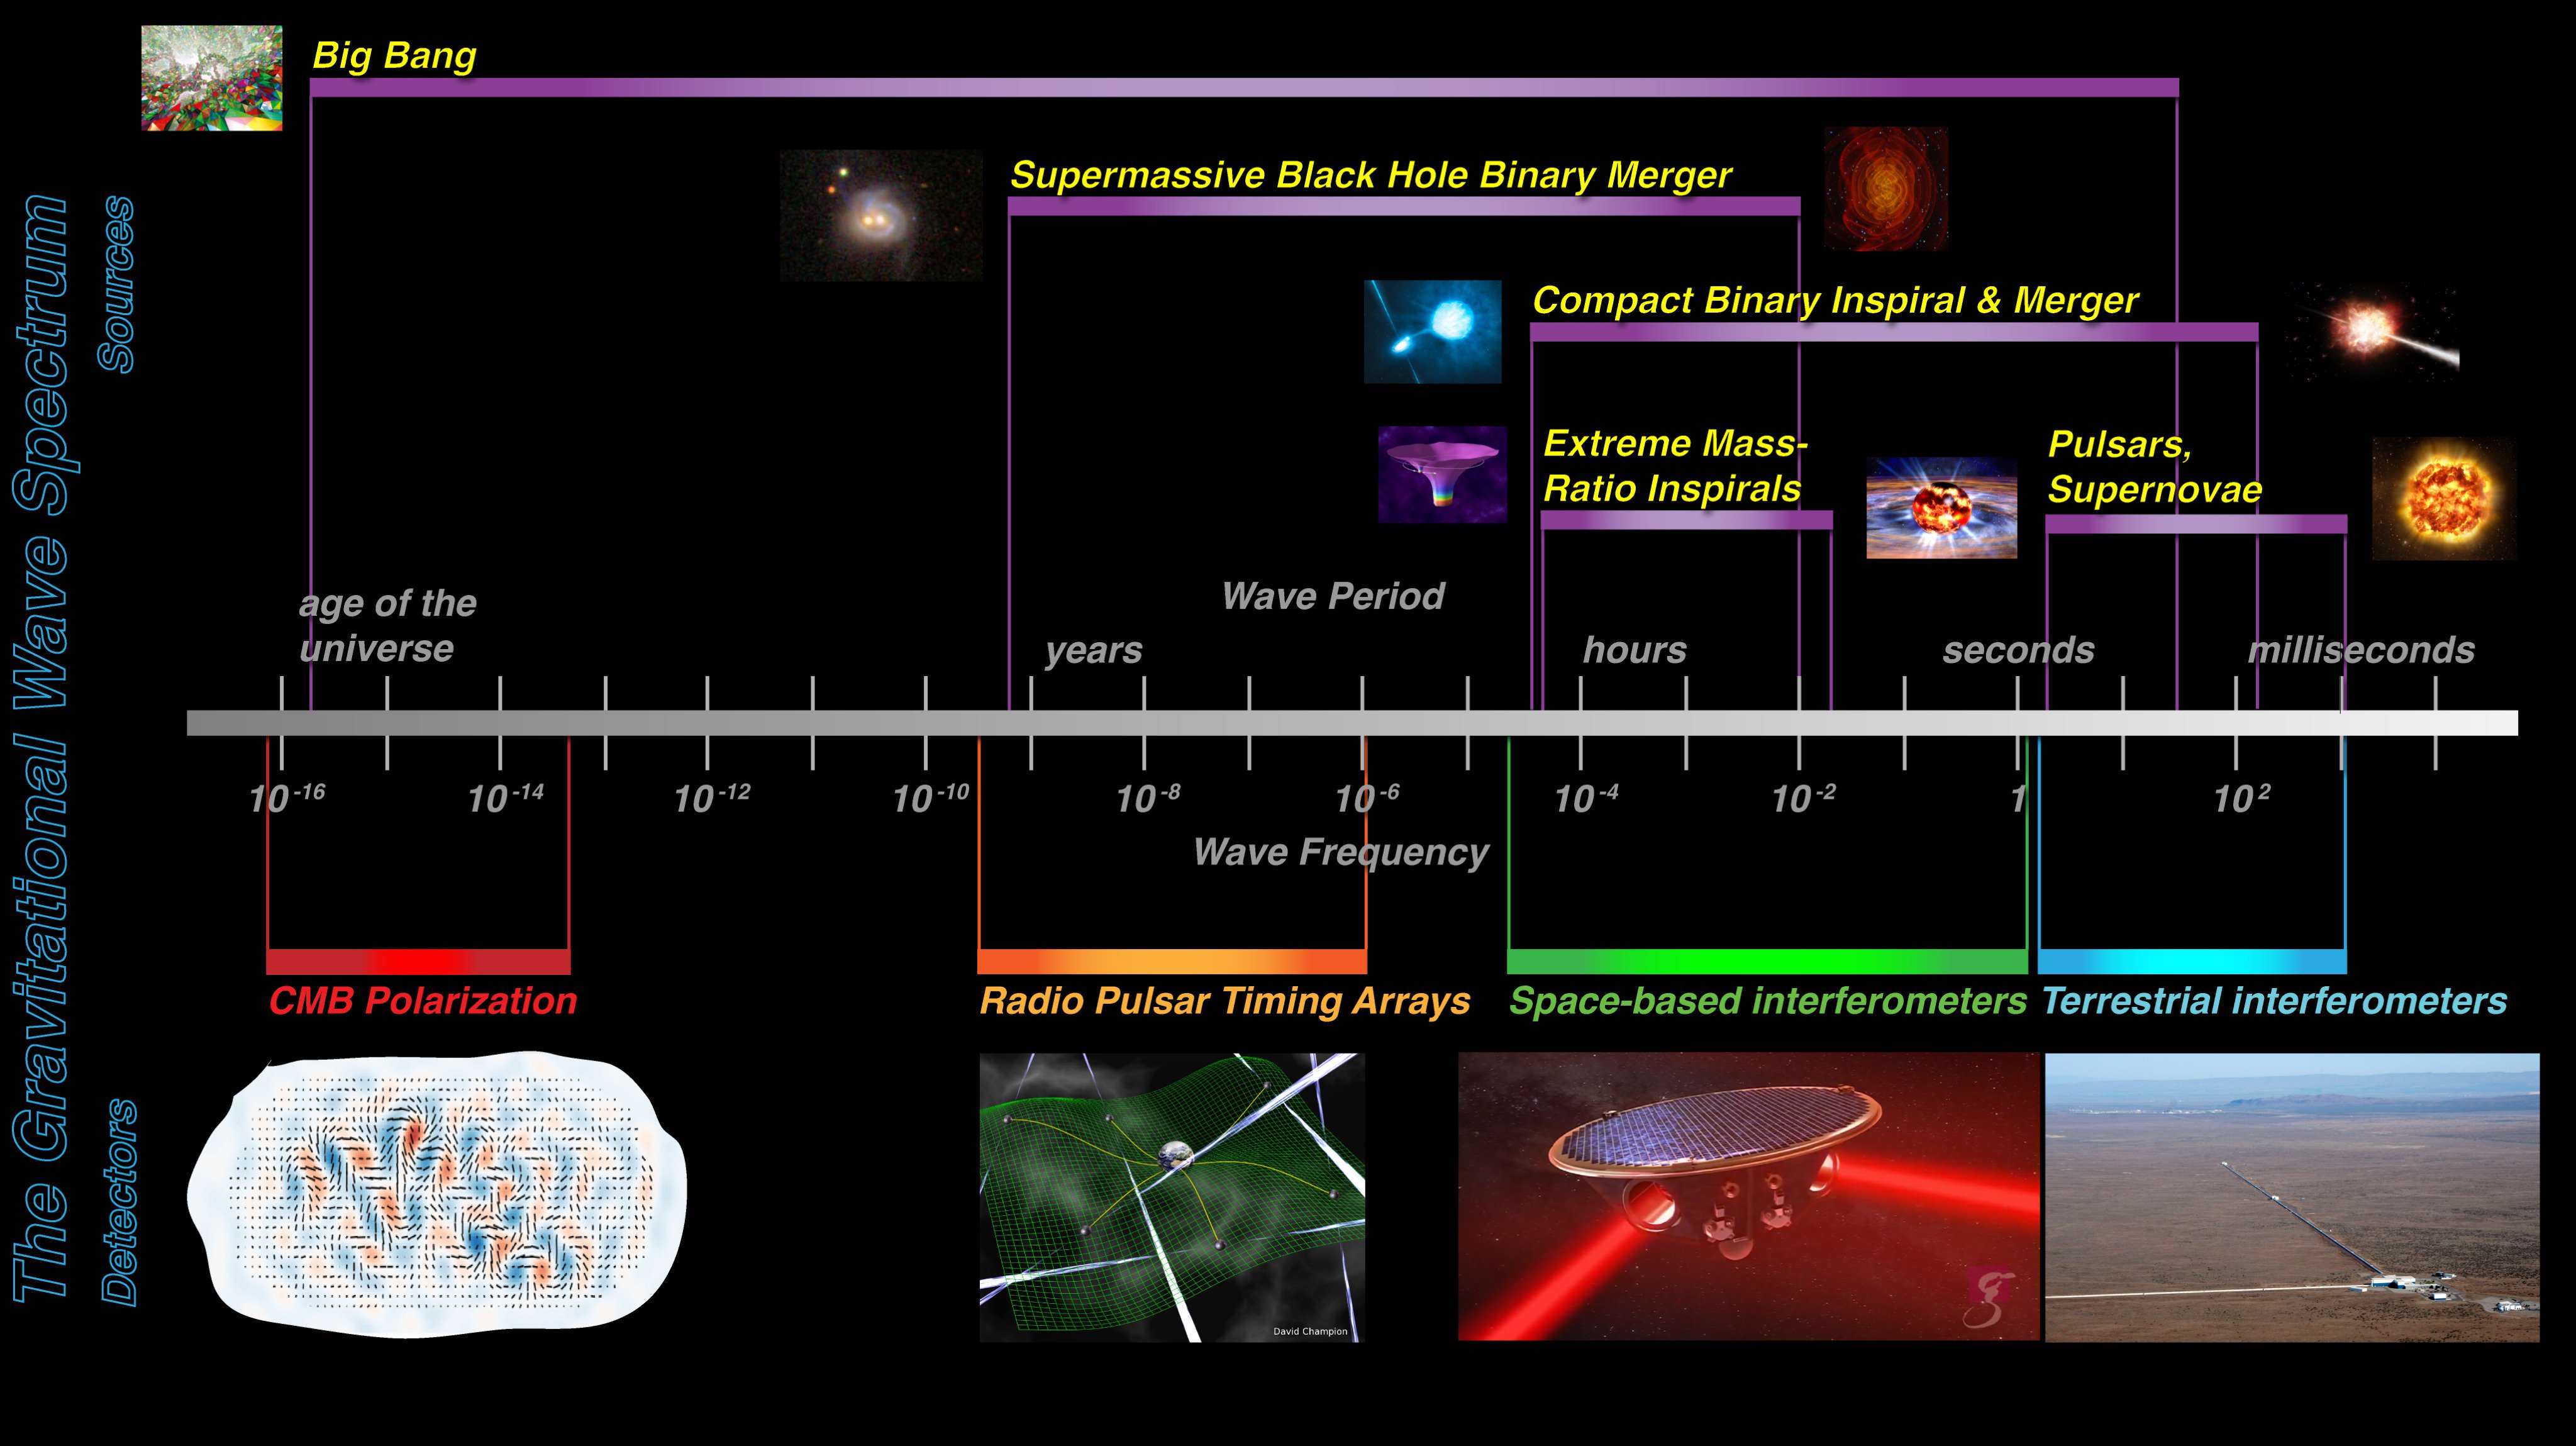 The Gravitational Wave Spectrum
Sources
Detectors
Big Bang
Supermassive Black Hole Binary Merger
Compact Binary Inspiral & Merger
Extreme Mass-
Ratio Inspirals
Pulsars,
Supernovae
Wave Period
age of the
universe
years
hours
seconds
milliseconds
10⁻¹⁶
10⁻¹⁴
10⁻¹²
10⁻¹⁰
10⁻⁸
10⁻⁶
10⁻⁴
10⁻²
1
10²
Wave Frequency
CMB Polarization
Radio Pulsar Timing Arrays
Space-based interferometers
Terrestrial interferometers
David Champion